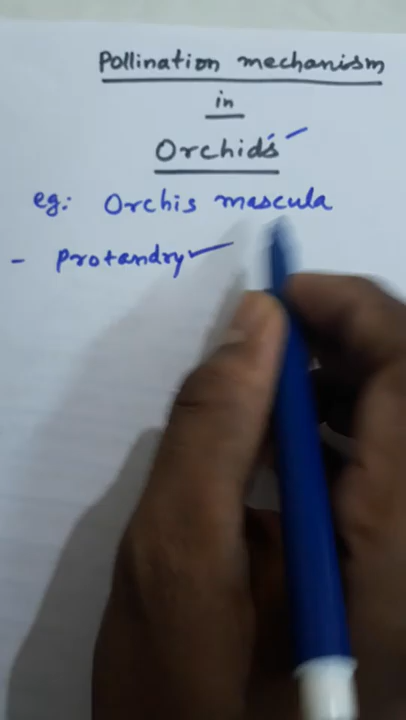 Pollination mechanism
in
Orchids
eg: Orchis mascula
- Protandry